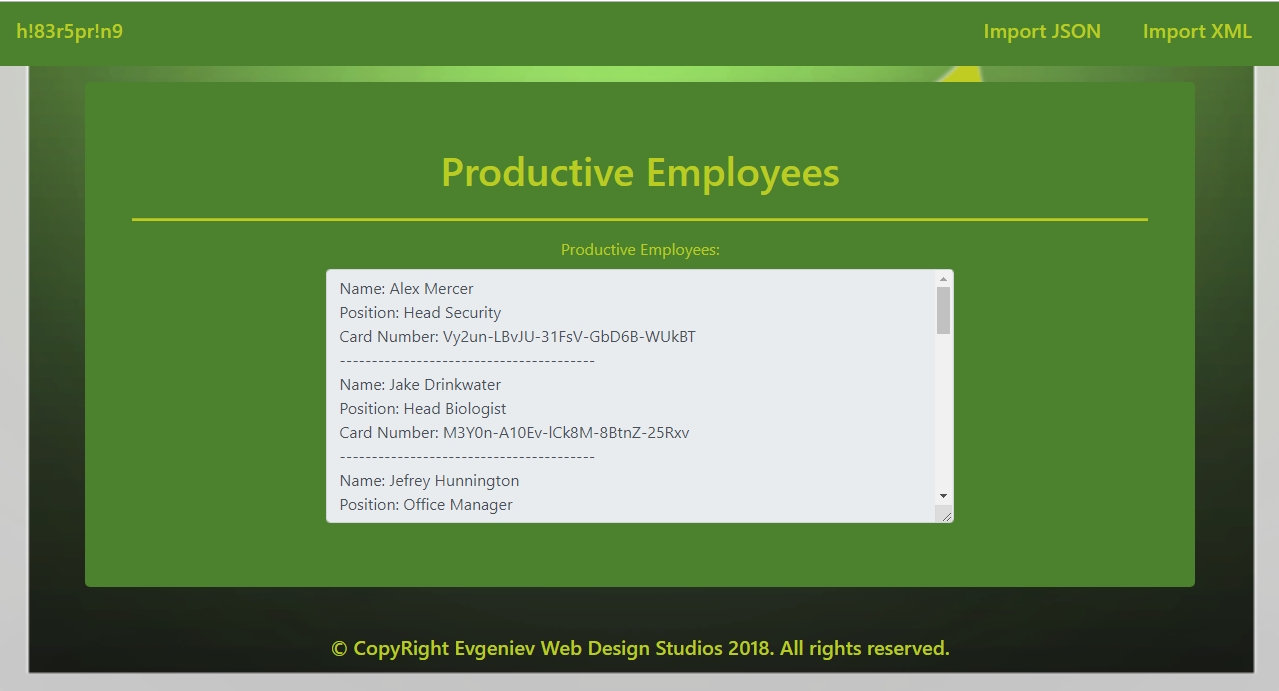 h!83r5pr!n9
Import JSON
Import XML
Productive Employees
Productive Employees:
Name: Alex Mercer
Position: Head Security
Card Number: Vy2un-LBvJU-31FsV-GbD6B-WUkBT
---------------------------------------
Name: Jake Drinkwater
Position: Head Biologist
Card Number: M3Y0n-A10Ev-lCk8M-8BtnZ-25Rxv
---------------------------------------
Name: Jefrey Hunnington
Position: Office Manager
© CopyRight Evgeniev Web Design Studios 2018. All rights reserved.